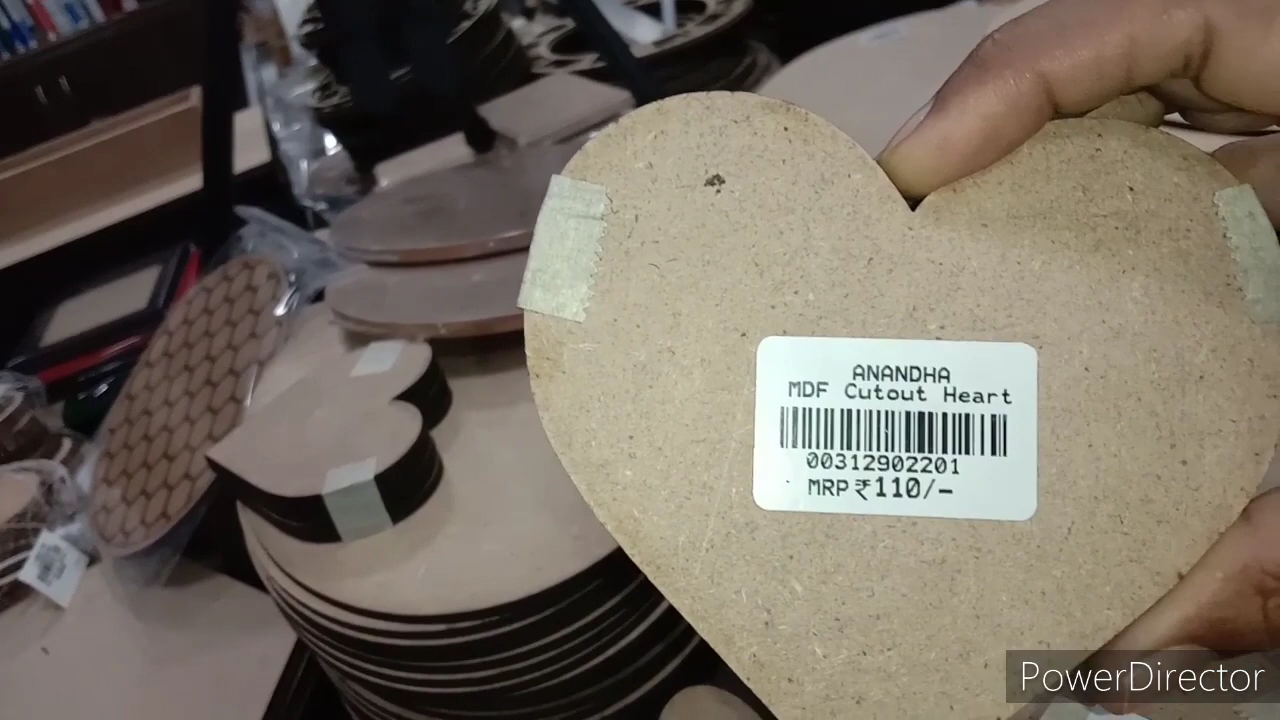 ANANDHA
MDF Cutout Heart
00312902201
MRP ₹110/-
PowerDirector